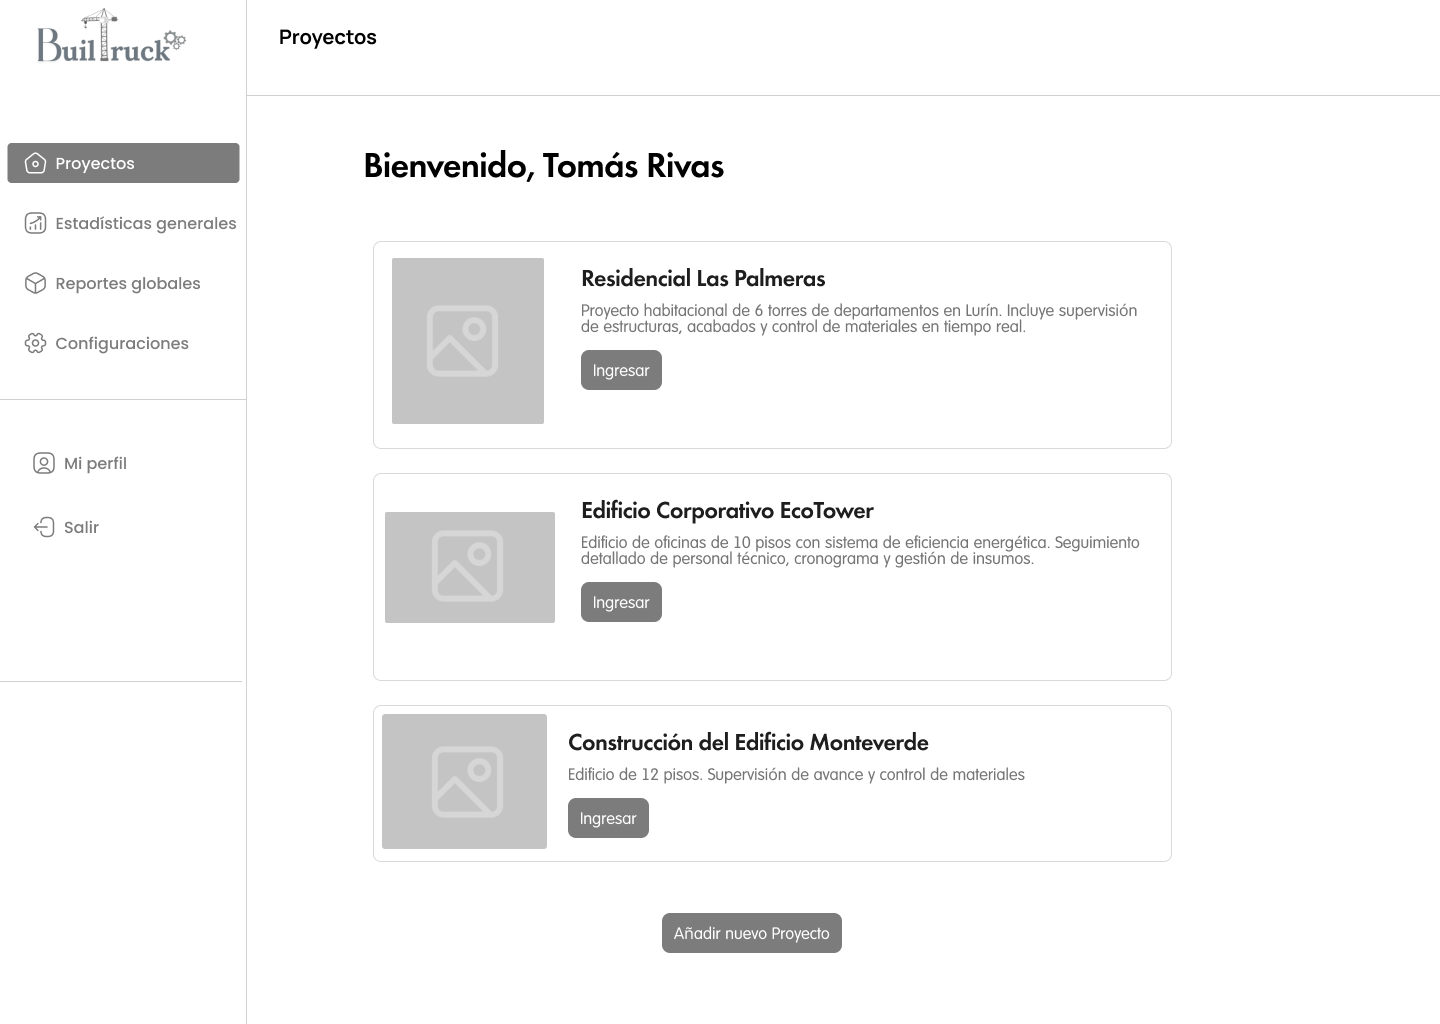 BuilTruck
Proyectos
Proyectos
Estadísticas generales
Reportes globales
Configuraciones
Mi perfil
Salir
Bienvenido, Tomás Rivas
Residencial Las Palmeras
Proyecto habitacional de 6 torres de departamentos en Lurín. Incluye supervisión
de estructuras, acabados y control de materiales en tiempo real.
Ingresar
Edificio Corporativo EcoTower
Edificio de oficinas de 10 pisos con sistema de eficiencia energética. Seguimiento
detallado de personal técnico, cronograma y gestión de insumos.
Ingresar
Construcción del Edificio Monteverde
Edificio de 12 pisos. Supervisión de avance y control de materiales
Ingresar
Añadir nuevo Proyecto